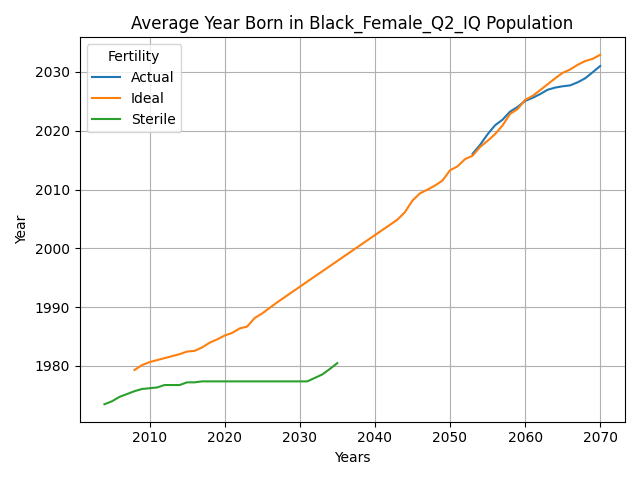 Average Year Born in Black_Female_Q2_IQ Population
Fertility
Actual
Ideal
Sterile
Year
2030
2020
2010
2000
1990
1980
2010
2020
2030
2040
2050
2060
2070
Years